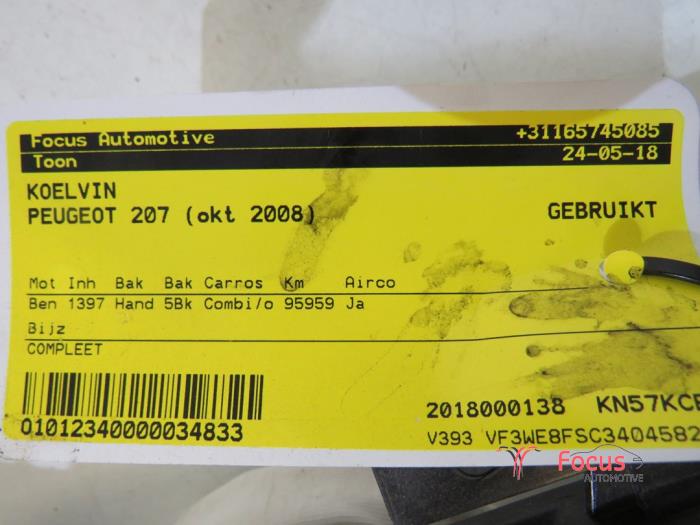 Focus Automotive +31165745085
Toon 24-05-18
KOELVIN
PEUGEOT 207 (okt 2008) GEBRUIKT
Mot Inh Bak Bak Carros Km Airco
Ben 1397 Hand 5Bk Combi/o 95959 Ja
Bijz
COMPLEET
2018000138 KN57KC
01012340000034833
V393 VF3WE8FSC3404582
Focus
AUTOMOTIVE